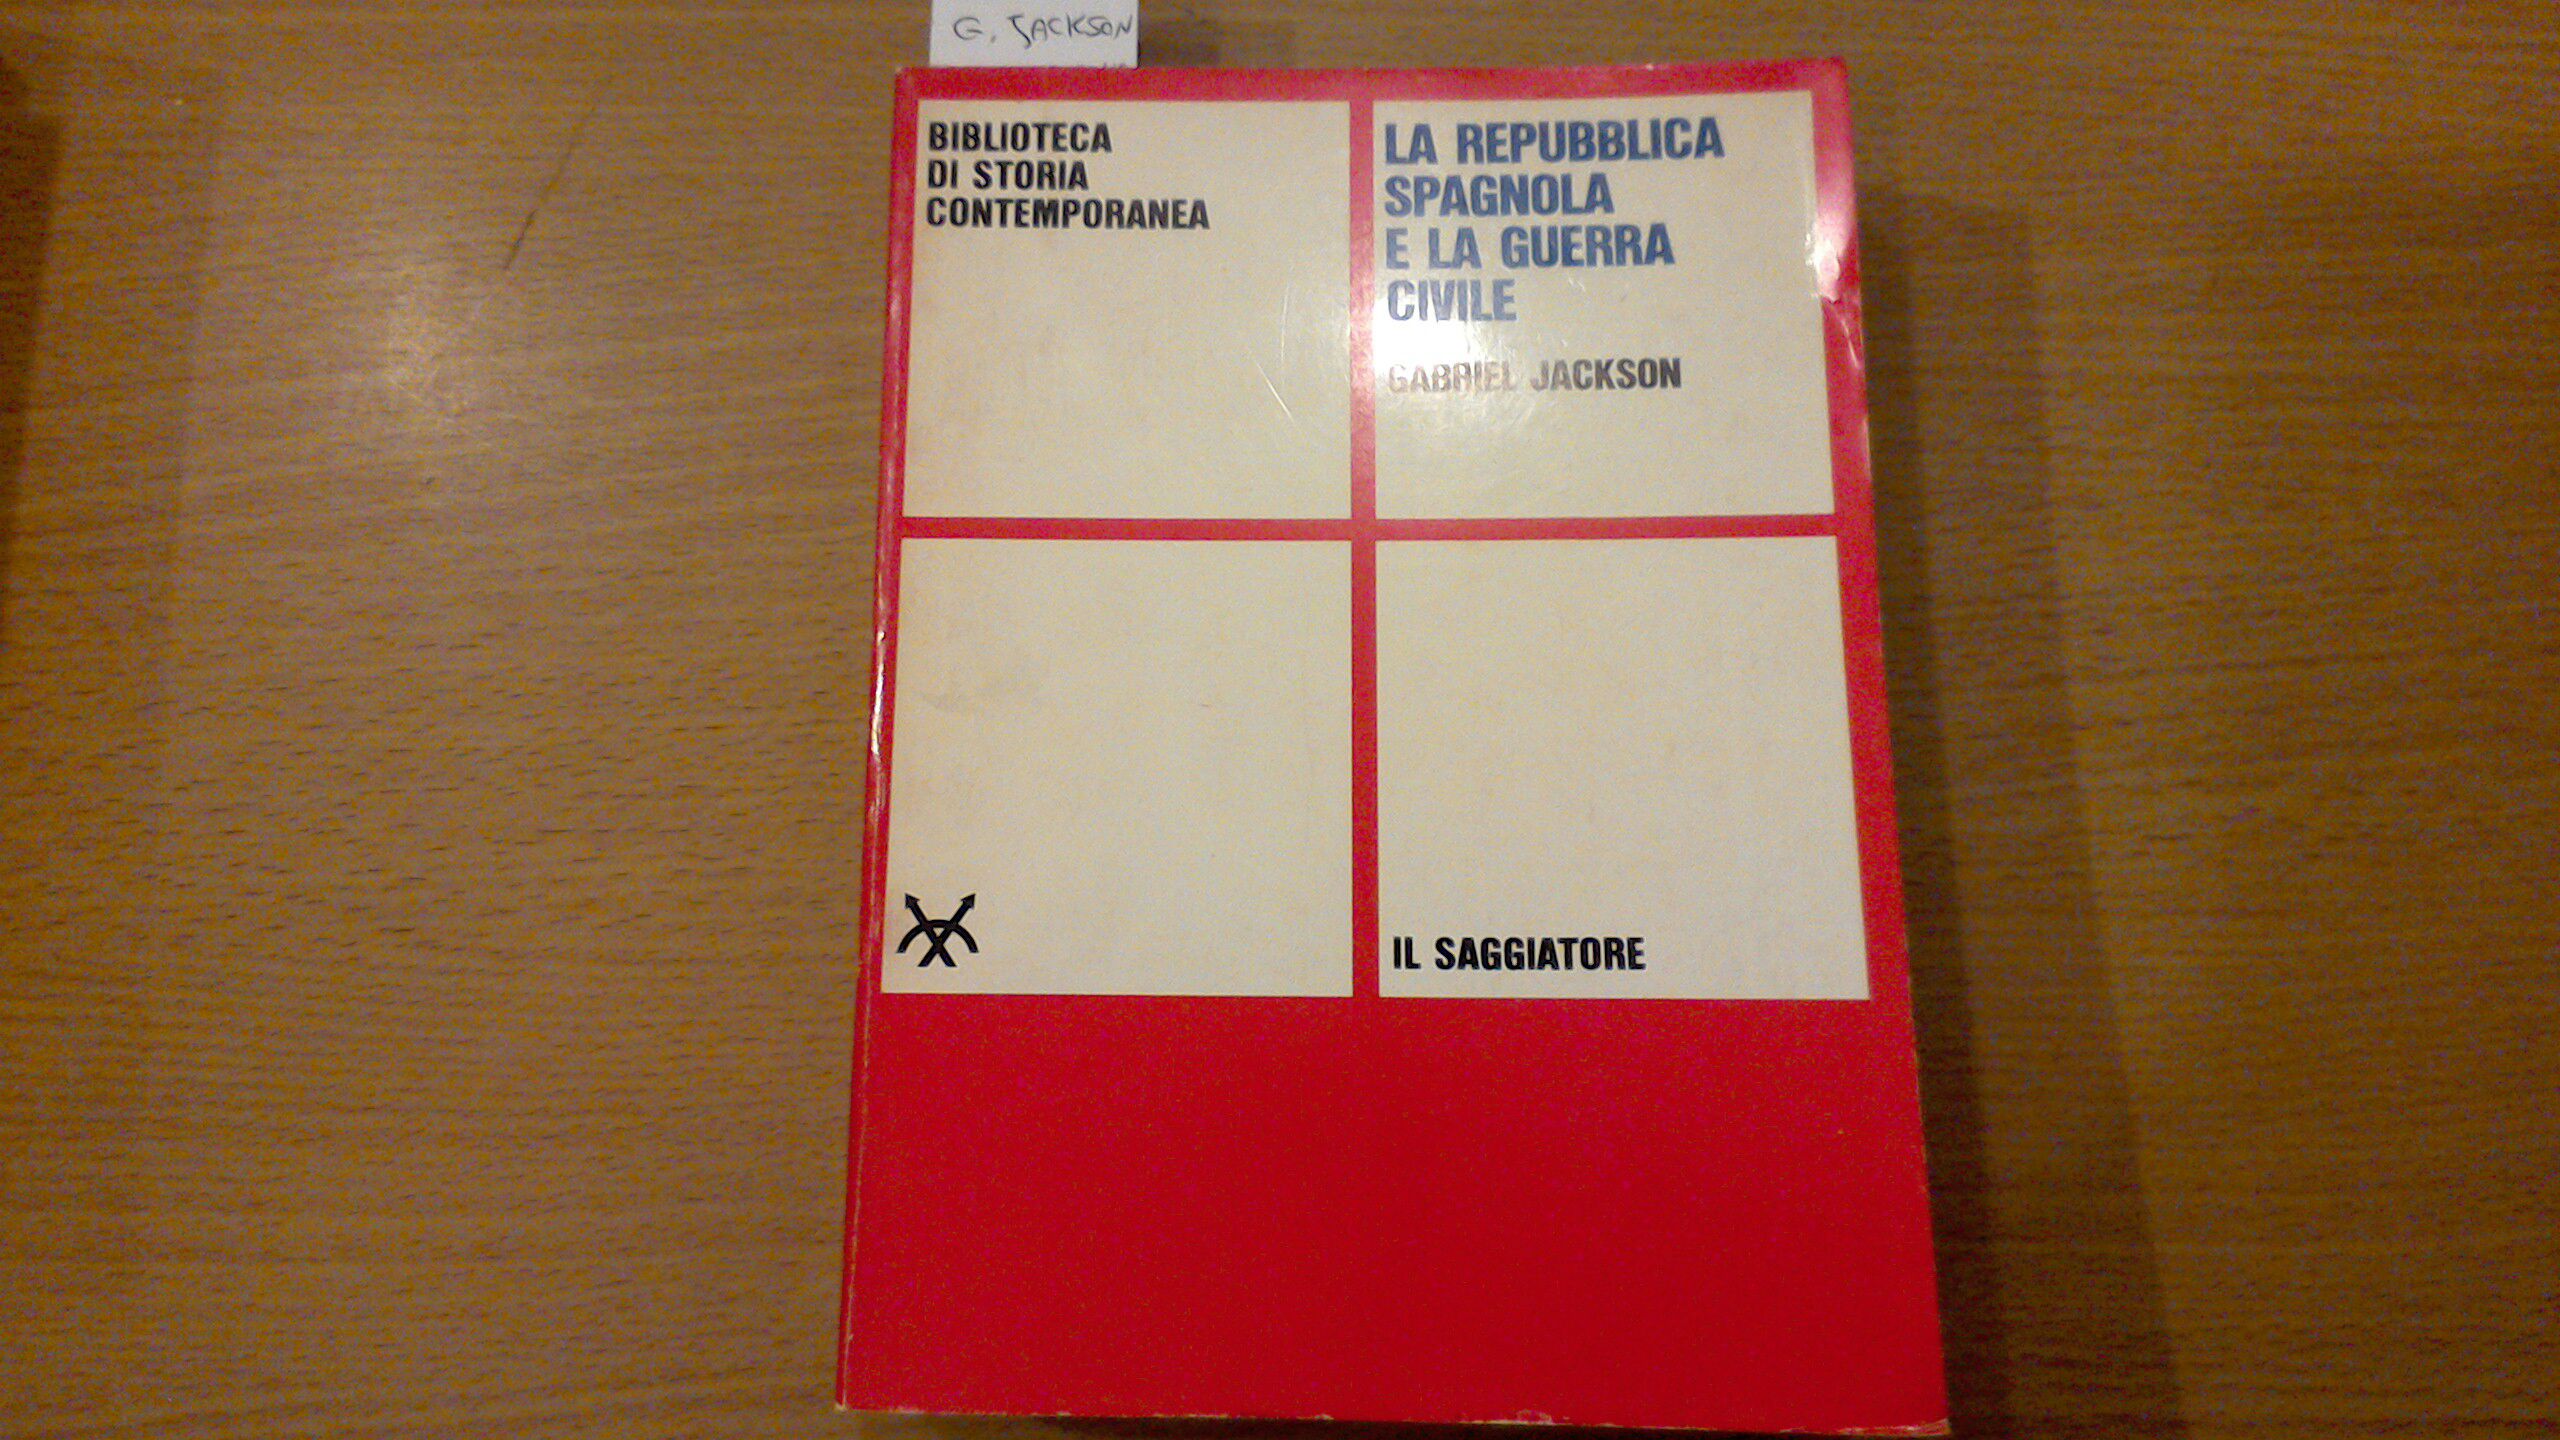 G. JACKSON
BIBLIOTECA
DI STORIA
CONTEMPORANEA
LA REPUBBLICA
SPAGNOLA
E LA GUERRA
CIVILE
GABRIEL JACKSON
IL SAGGIATORE